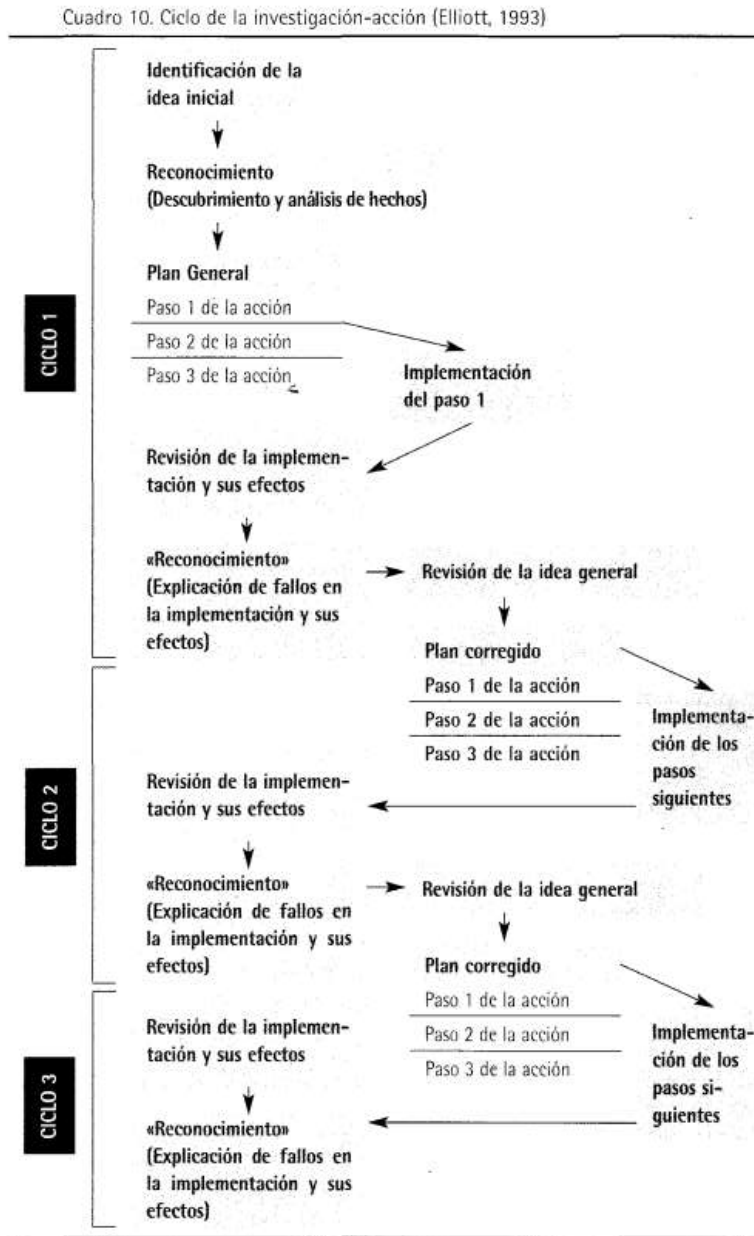 Cuadro 10. Ciclo de la investigación-acción (Elliott, 1993)
CICLO 1
Identificación de la
idea inicial
Reconocimiento
(Descubrimiento y análisis de hechos)
Plan General
Paso 1 de la acción
Paso 2 de la acción
Paso 3 de la acción
Implementación
del paso 1
Revisión de la implemen-
tación y sus efectos
«Reconocimiento»
(Explicación de fallos en
la implementación y sus
efectos)
Revisión de la idea general
Plan corregido
Paso 1 de la acción
Paso 2 de la acción
Paso 3 de la acción
Implementa-
ción de los
pasos
siguientes
CICLO 2
Revisión de la implemen-
tación y sus efectos
«Reconocimiento»
(Explicación de fallos en
la implementación y sus
efectos)
Revisión de la idea general
Plan corregido
Paso 1 de la acción
Paso 2 de la acción
Paso 3 de la acción
Implementa-
ción de los
pasos si-
guientes
CICLO 3
Revisión de la implemen-
tación y sus efectos
«Reconocimiento»
(Explicación de fallos en
la implementación y sus
efectos)